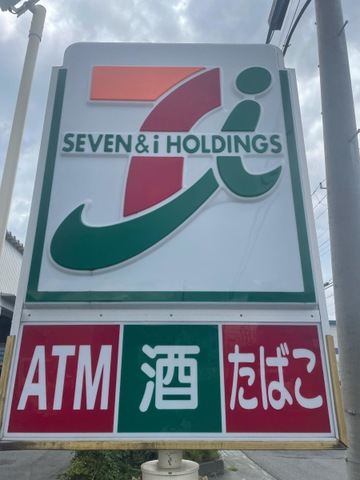 SEVEN & i HOLDINGS
ATM 酒 たばこ